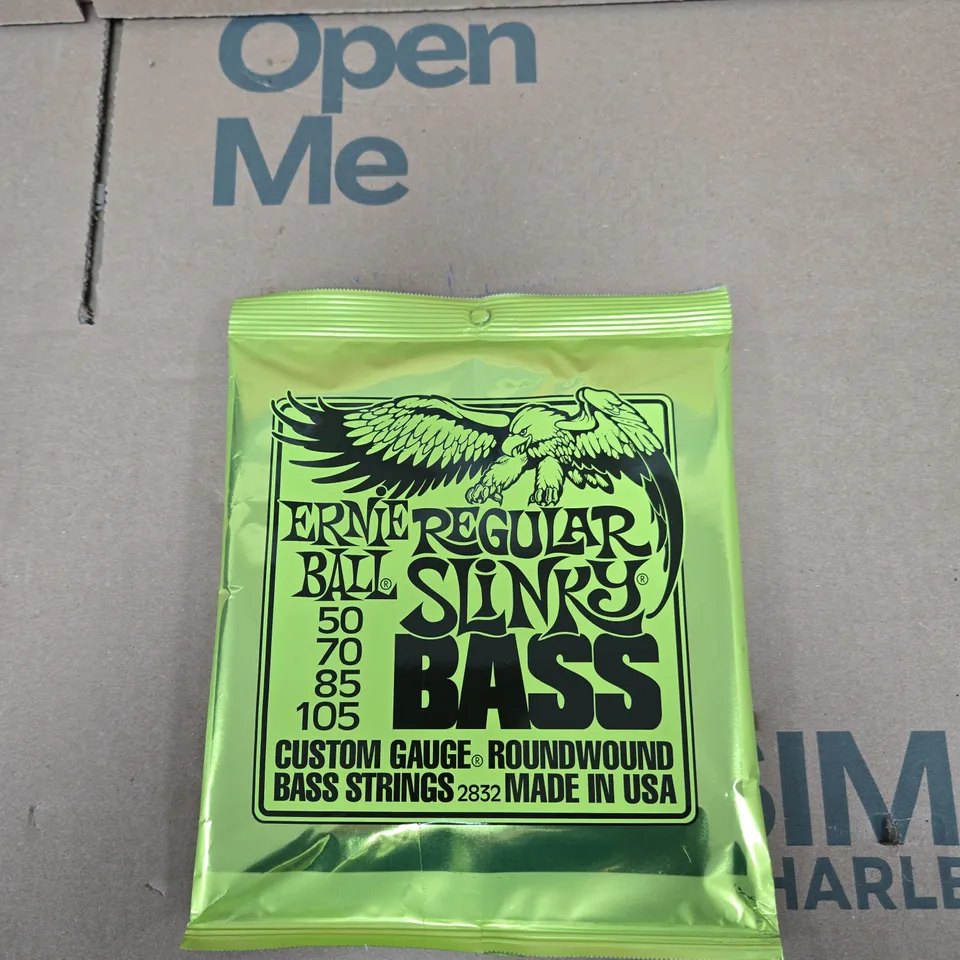 Open
Me
ERNIE BALL®
REGULAR SLINKY®
BASS
50
70
85
105
CUSTOM GAUGE® ROUNDWOUND
BASS STRINGS 2832 MADE IN USA
SIM
HARLE